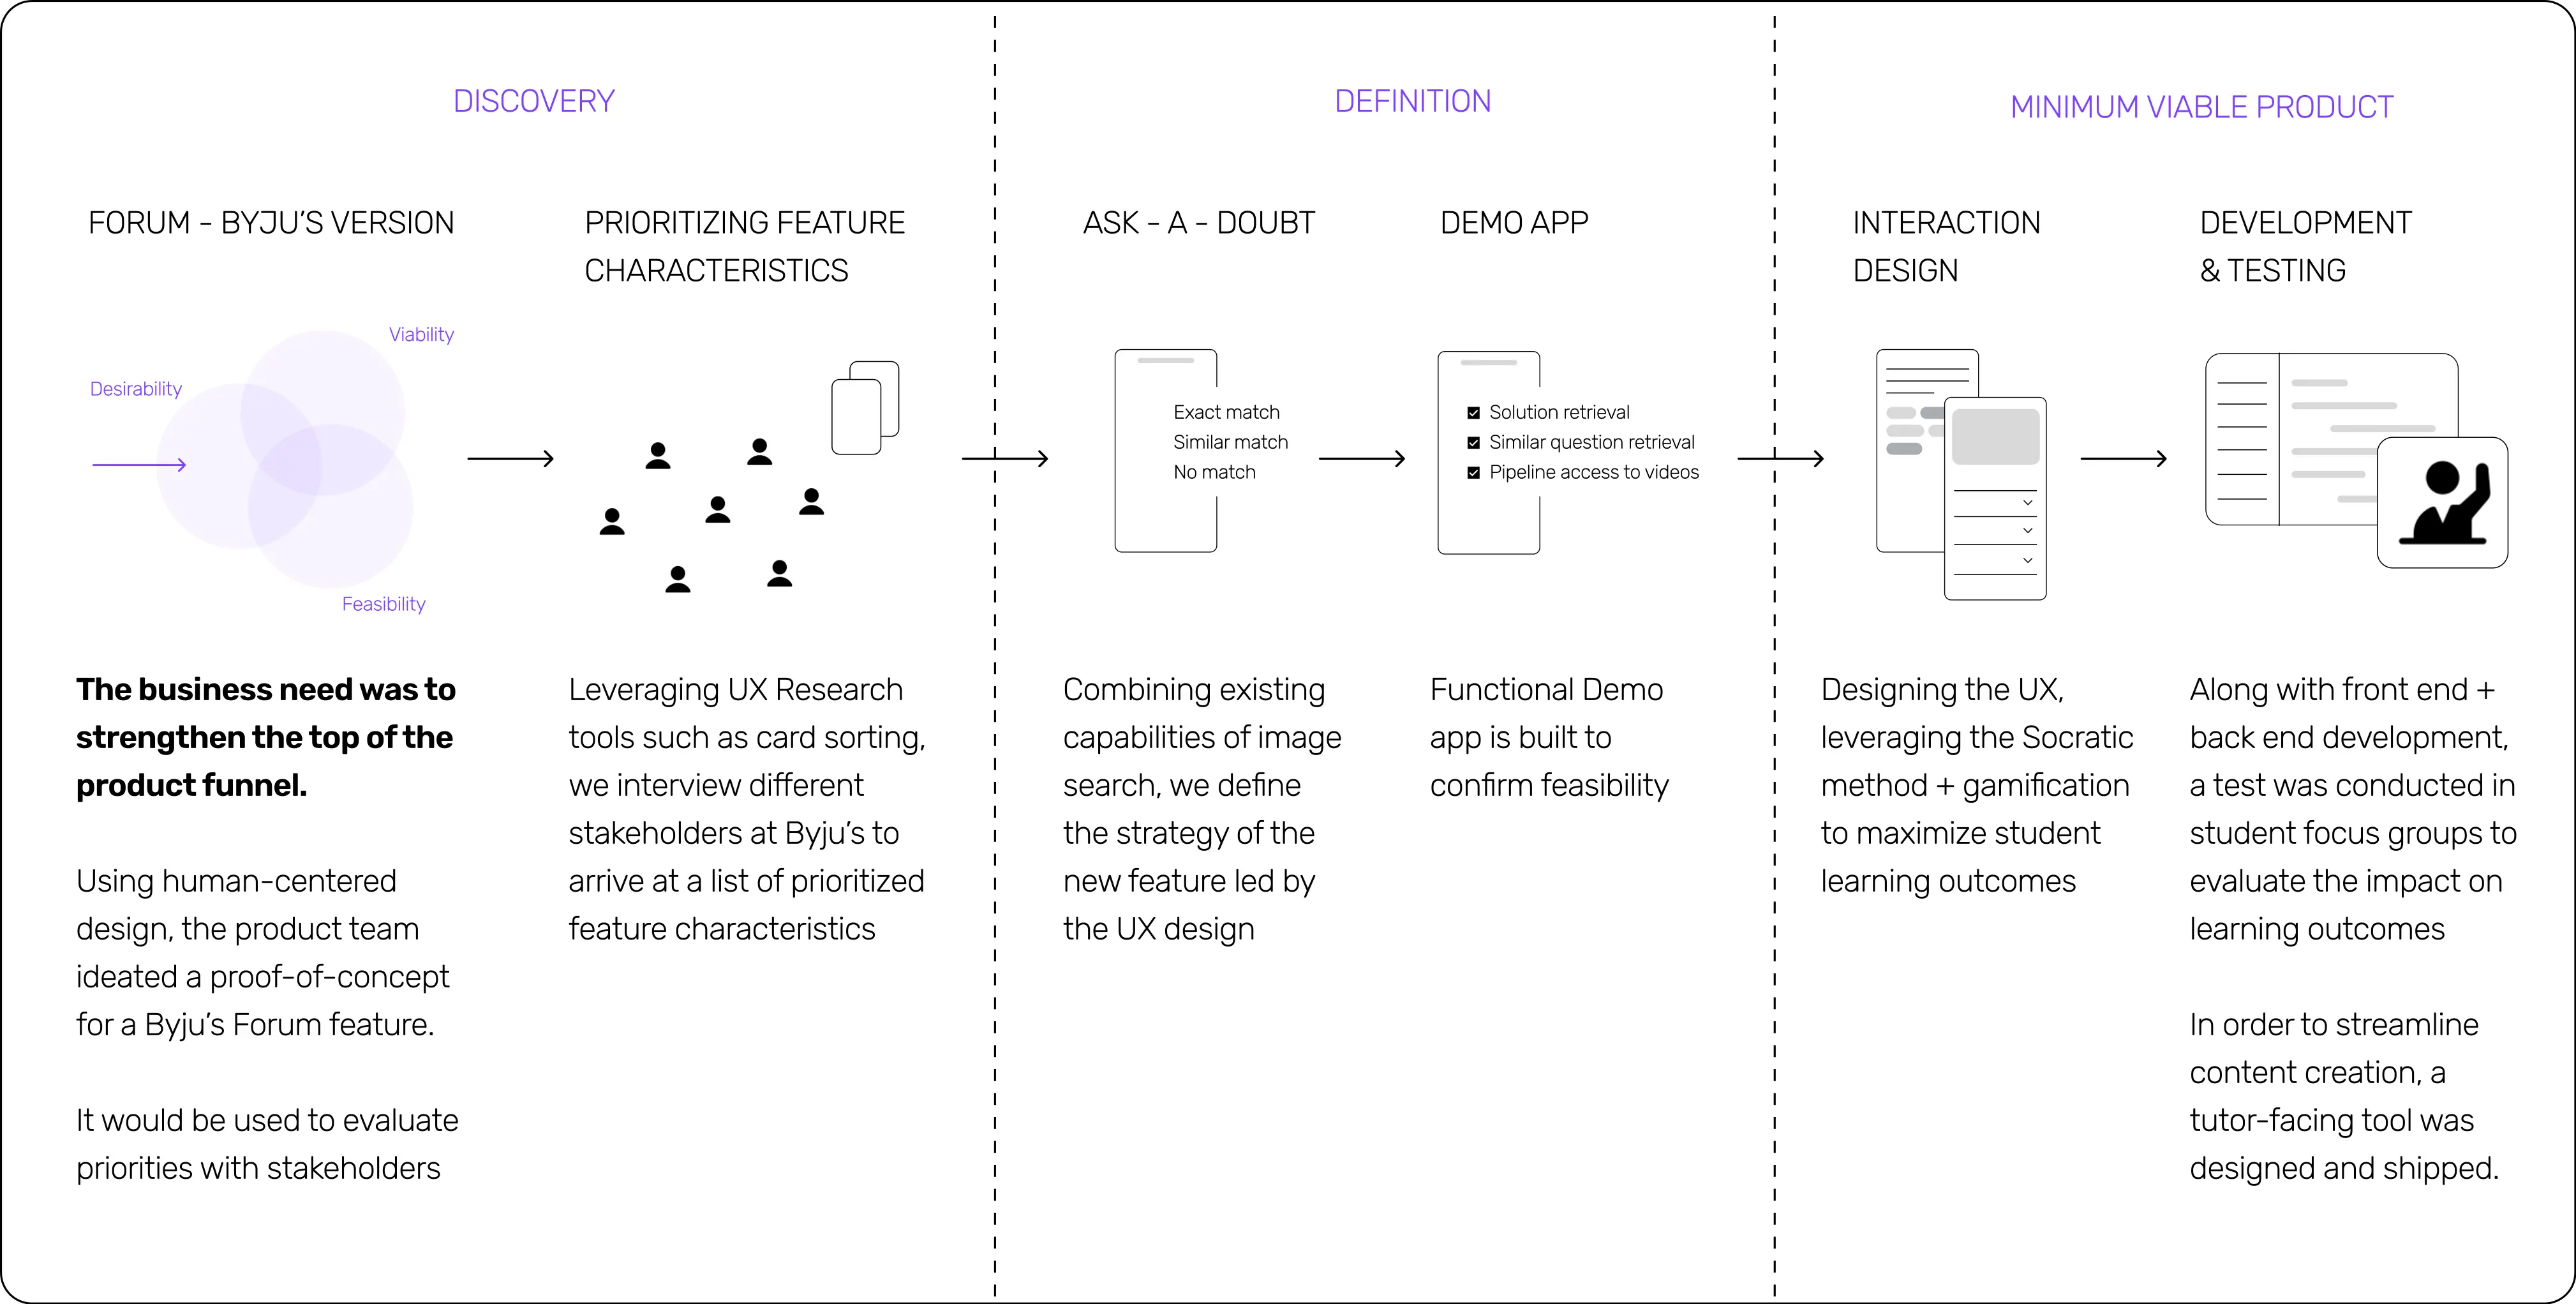 DISCOVERY
FORUM - BYJU’S VERSION
Viability
Desirability
Feasibility
The business need was to
strengthen the top of the
product funnel.
Using human-centered
design, the product team
ideated a proof-of-concept
for a Byju’s Forum feature.
It would be used to evaluate
priorities with stakeholders
PRIORITIZING FEATURE
CHARACTERISTICS
Leveraging UX Research
tools such as card sorting,
we interview different
stakeholders at Byju’s to
arrive at a list of prioritized
feature characteristics
DEFINITION
ASK - A - DOUBT
Exact match
Similar match
No match
Combining existing
capabilities of image
search, we define
the strategy of the
new feature led by
the UX design
DEMO APP
Solution retrieval
Similar question retrieval
Pipeline access to videos
Functional Demo
app is built to
confirm feasibility
MINIMUM VIABLE PRODUCT
INTERACTION
DESIGN
Designing the UX,
leveraging the Socratic
method + gamification
to maximize student
learning outcomes
DEVELOPMENT
& TESTING
Along with front end +
back end development,
a test was conducted in
student focus groups to
evaluate the impact on
learning outcomes
In order to streamline
content creation, a
tutor-facing tool was
designed and shipped.